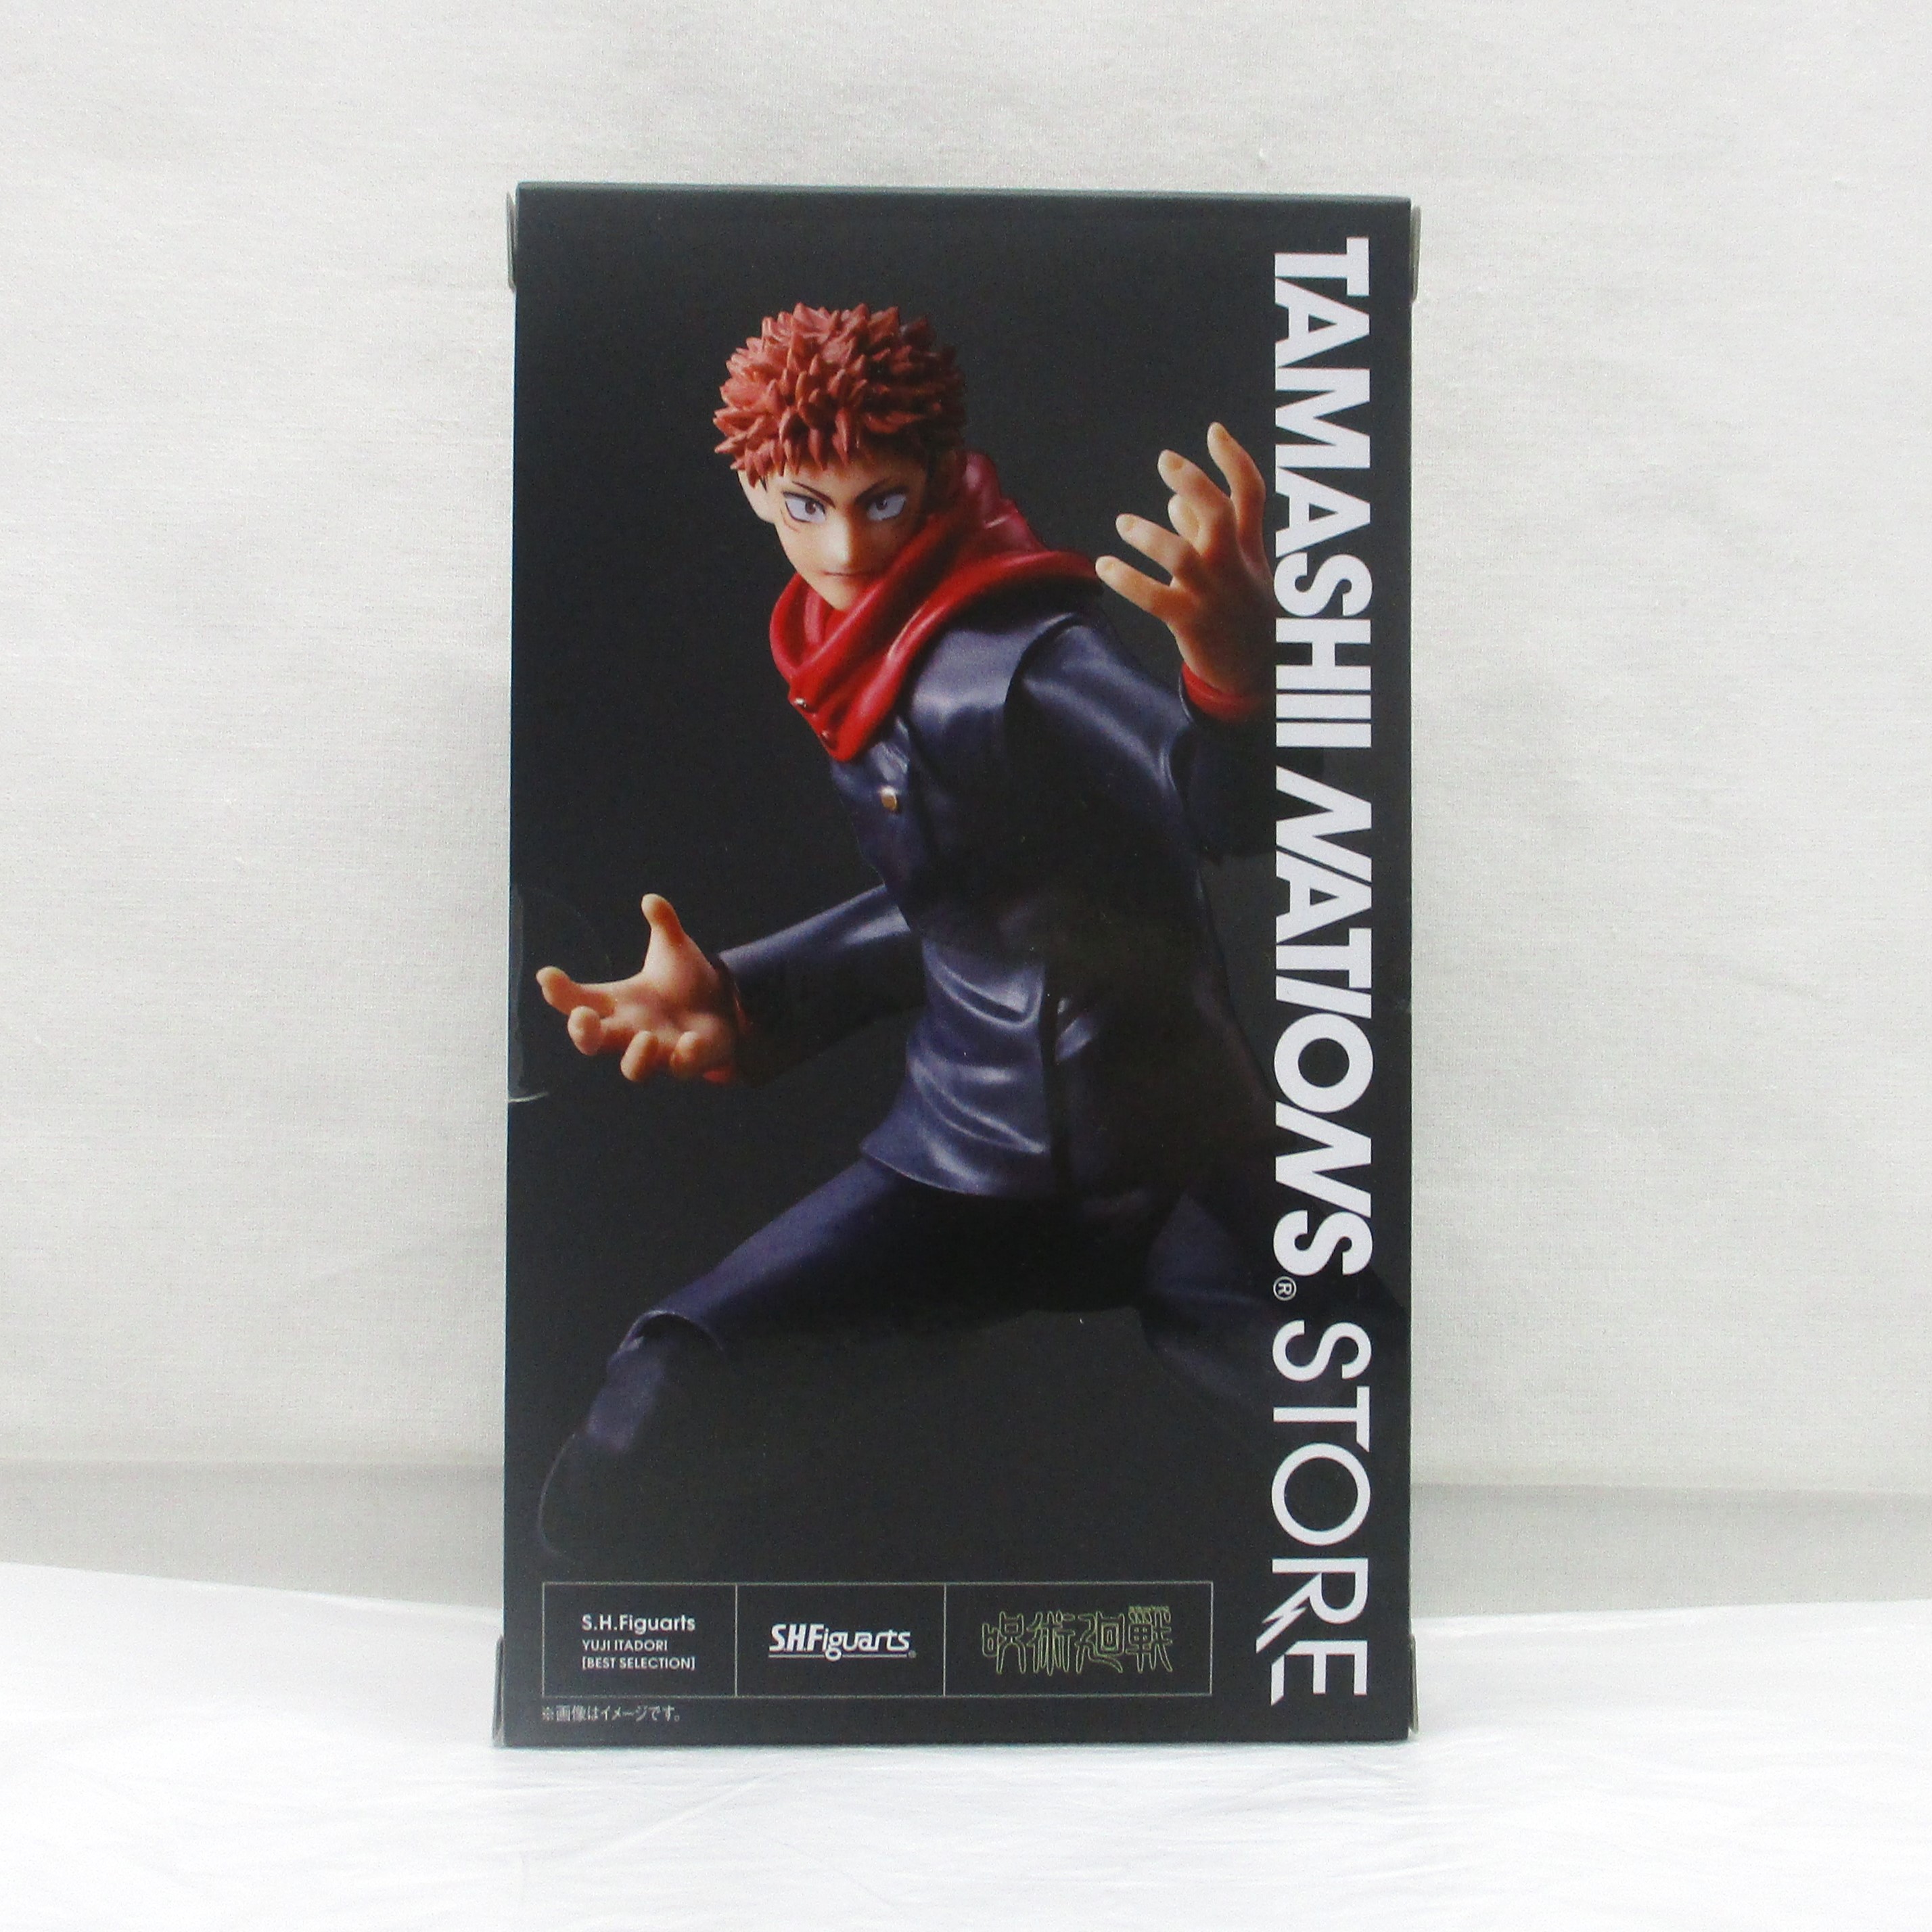 TAMASHII NATIONS® STORE
S.H.Figuarts
YUJI ITADORI
[BEST SELECTION]
S.H.Figuarts®
呪術廻戦
※画像はイメージです。